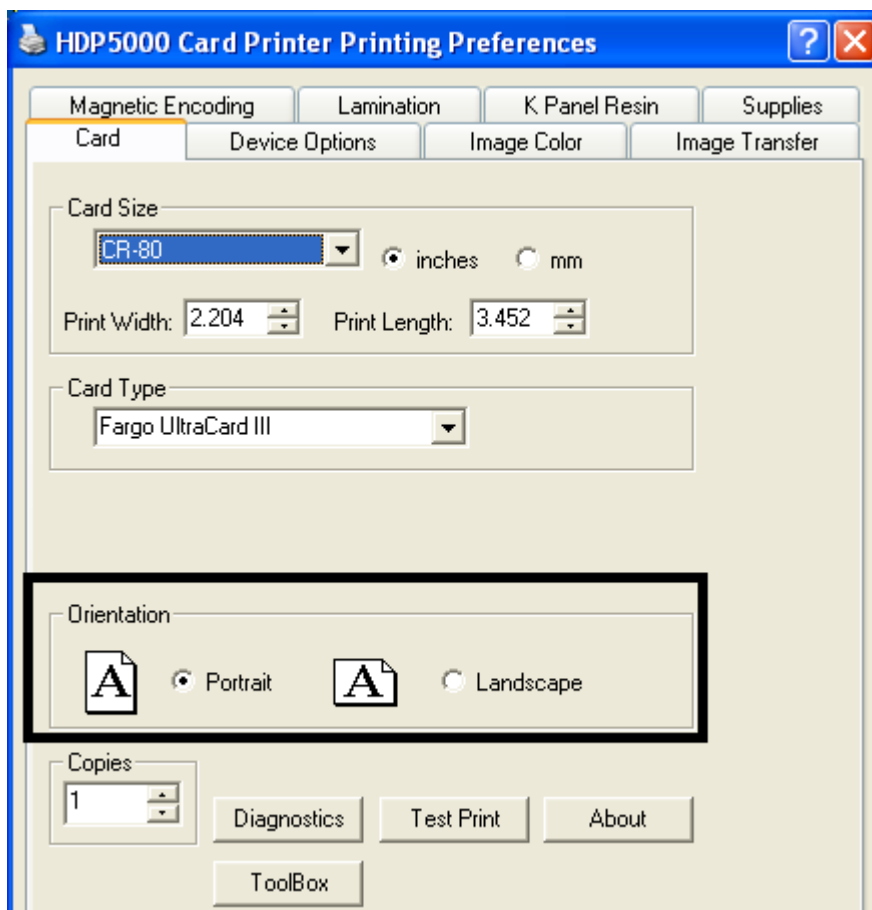 HDP5000 Card Printer Printing Preferences
Magnetic Encoding Lamination K Panel Resin Supplies
Card Device Options Image Color Image Transfer
Card Size
CR-80 inches mm
Print Width: 2.204 Print Length: 3.452
Card Type
Fargo UltraCard III
Orientation
A Portrait A Landscape
Copies
1 Diagnostics Test Print About
ToolBox